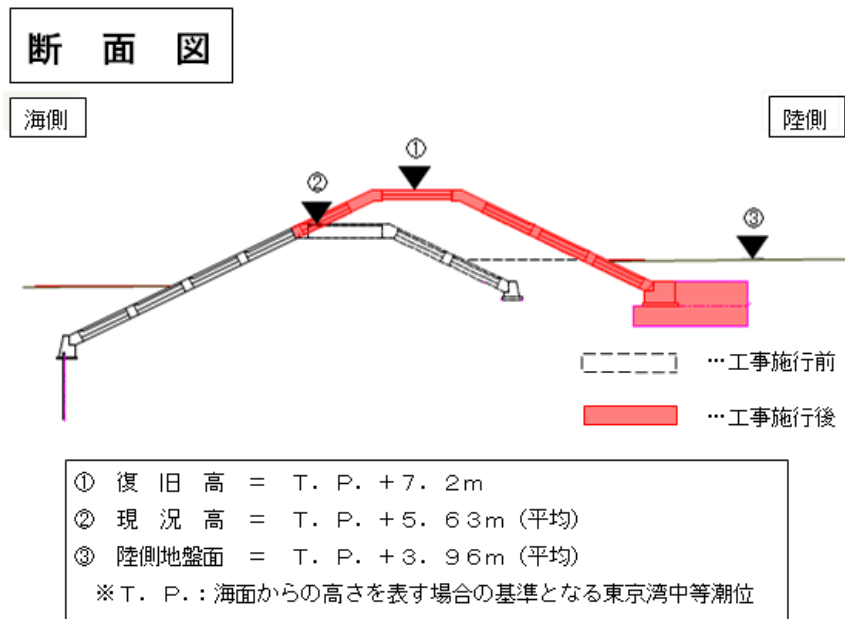 断 面 図
海側
陸側
①
②
③
…工事施行前
…工事施行後
① 復 旧 高 ＝ Ｔ．Ｐ．＋７．２ｍ
② 現 況 高 ＝ Ｔ．Ｐ．＋５．６３ｍ（平均）
③ 陸側地盤面 ＝ Ｔ．Ｐ．＋３．９６ｍ（平均）
※Ｔ．Ｐ．：海面からの高さを表す場合の基準となる東京湾中等潮位